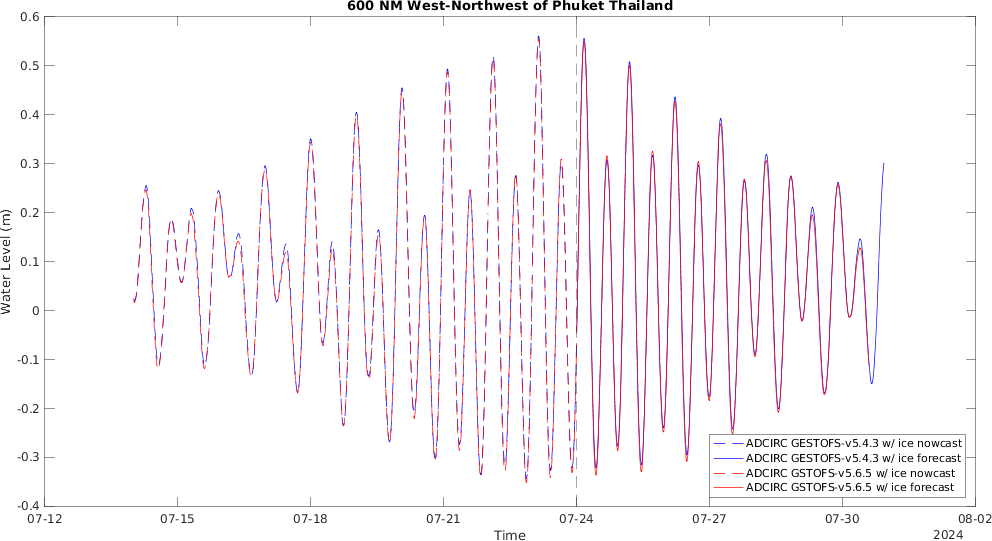 600 NM West-Northwest of Phuket Thailand
0.6
0.5
0.4
0.3
0.2
0.1
0
-0.1
-0.2
-0.3
-0.4
Water Level (m)
ADCIRC GESTOFS-v5.4.3 w/ ice nowcast
ADCIRC GESTOFS-v5.4.3 w/ ice forecast
ADCIRC GSTOFS-v5.6.5 w/ ice nowcast
ADCIRC GSTOFS-v5.6.5 w/ ice forecast
07-12 07-15 07-18 07-21 07-24 07-27 07-30 08-02
Time 2024